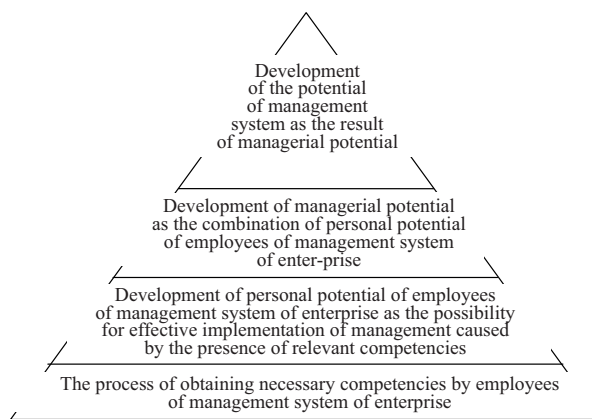 Development
of the potential
of management
system as the result
of managerial potential
Development of managerial potential
as the combination of personal potential
of employees of management system
of enter-prise
Development of personal potential of employees
of management system of enterprise as the possibility
for effective implementation of management caused
by the presence of relevant competencies
The process of obtaining necessary competencies by employees
of management system of enterprise